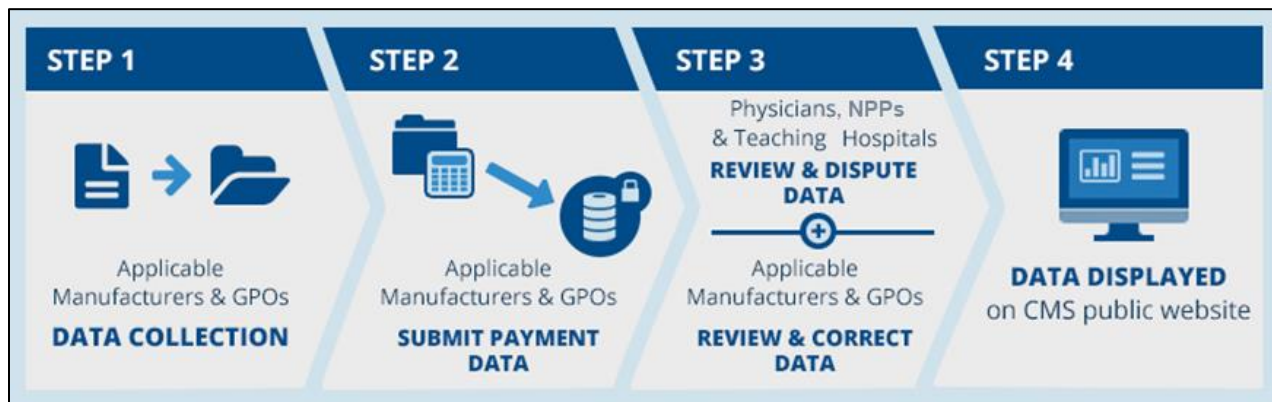 STEP 1
Applicable
Manufacturers & GPOs
DATA COLLECTION
STEP 2
Applicable
Manufacturers & GPOs
SUBMIT PAYMENT
DATA
STEP 3
Physicians, NPPs
& Teaching Hospitals
REVIEW & DISPUTE
DATA
Applicable
Manufacturers & GPOs
REVIEW & CORRECT
DATA
STEP 4
DATA DISPLAYED
on CMS public website